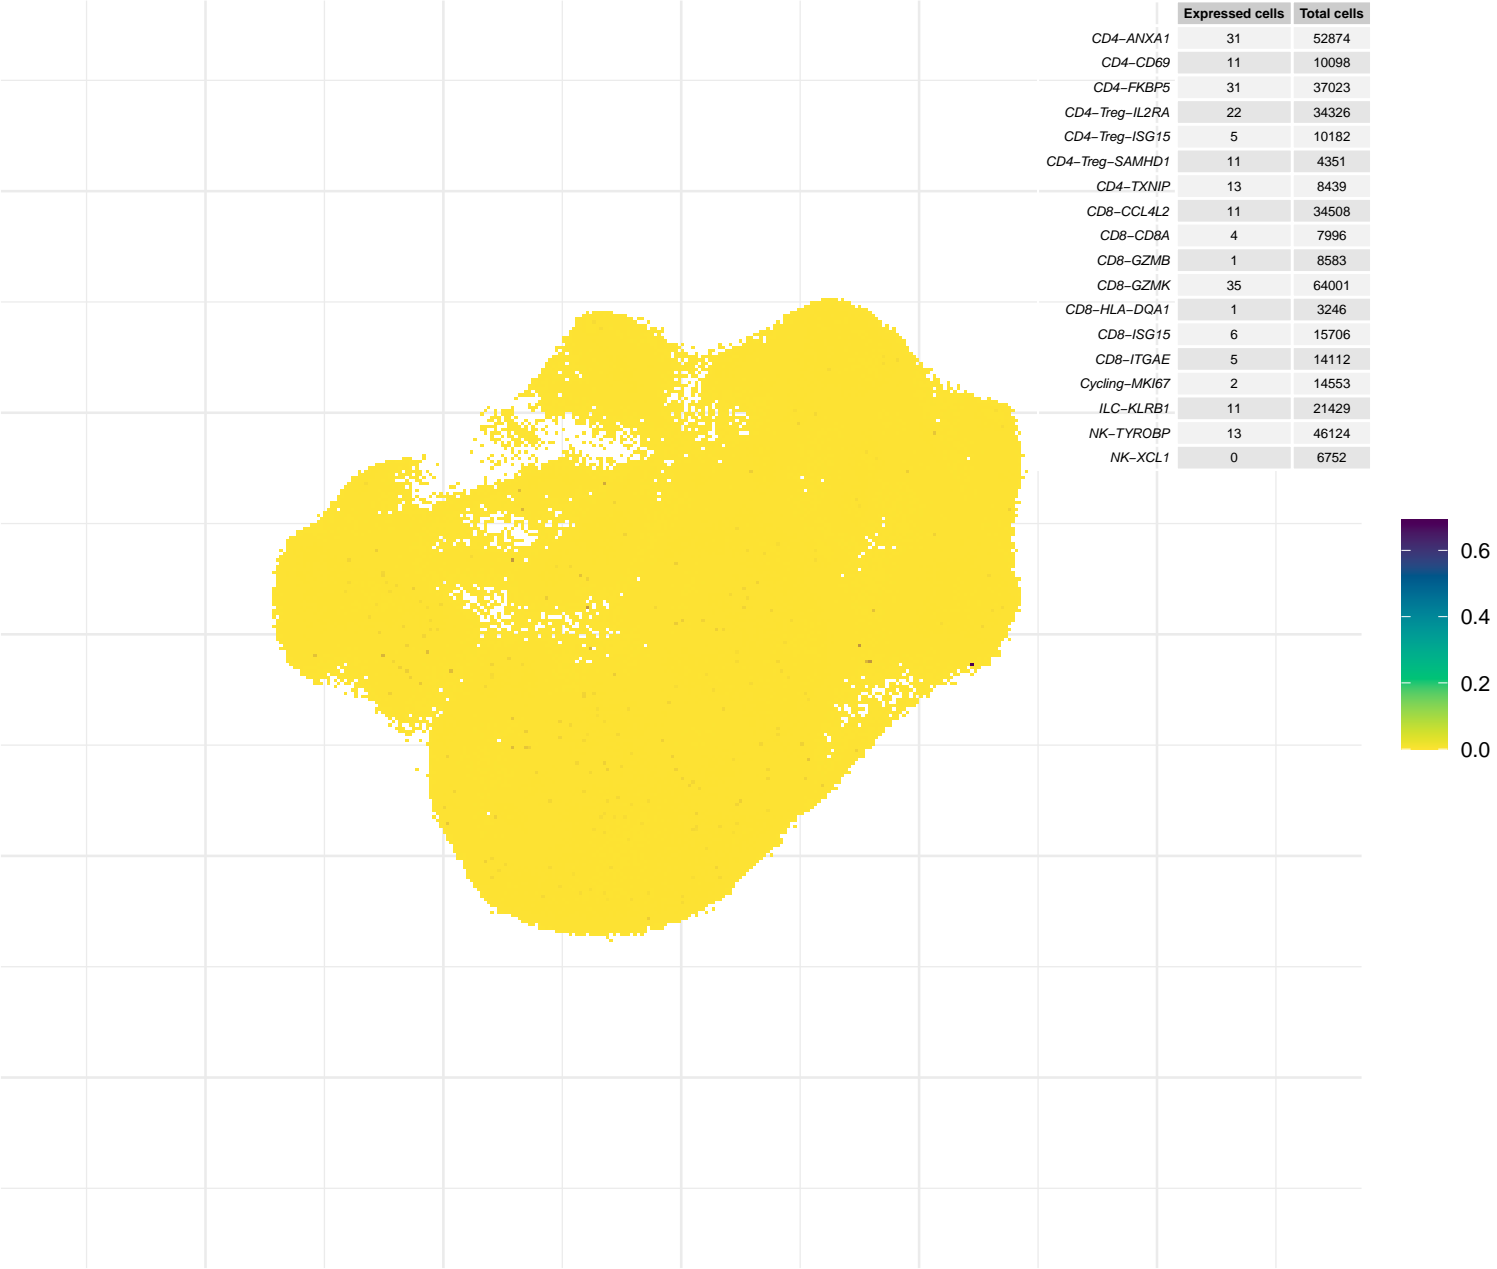 Expressed cells Total cells
CD4−ANXA1 31 52874
CD4−CD69 11 10098
CD4−FKBP5 31 37023
CD4−Treg−IL2RA 22 34326
CD4−Treg−ISG15 5 10182
CD4−Treg−SAMHD1 11 4351
CD4−TXNIP 13 8439
CD8−CCL4L2 11 34508
CD8−CD8A 4 7996
CD8−GZMB 1 8583
CD8−GZMK 35 64001
CD8−HLA−DQA1 1 3246
CD8−ISG15 6 15706
CD8−ITGAE 5 14112
Cycling−MKI67 2 14553
ILC−KLRB1 11 21429
NK−TYROBP 13 46124
NK−XCL1 0 6752
0.6
0.4
0.2
0.0